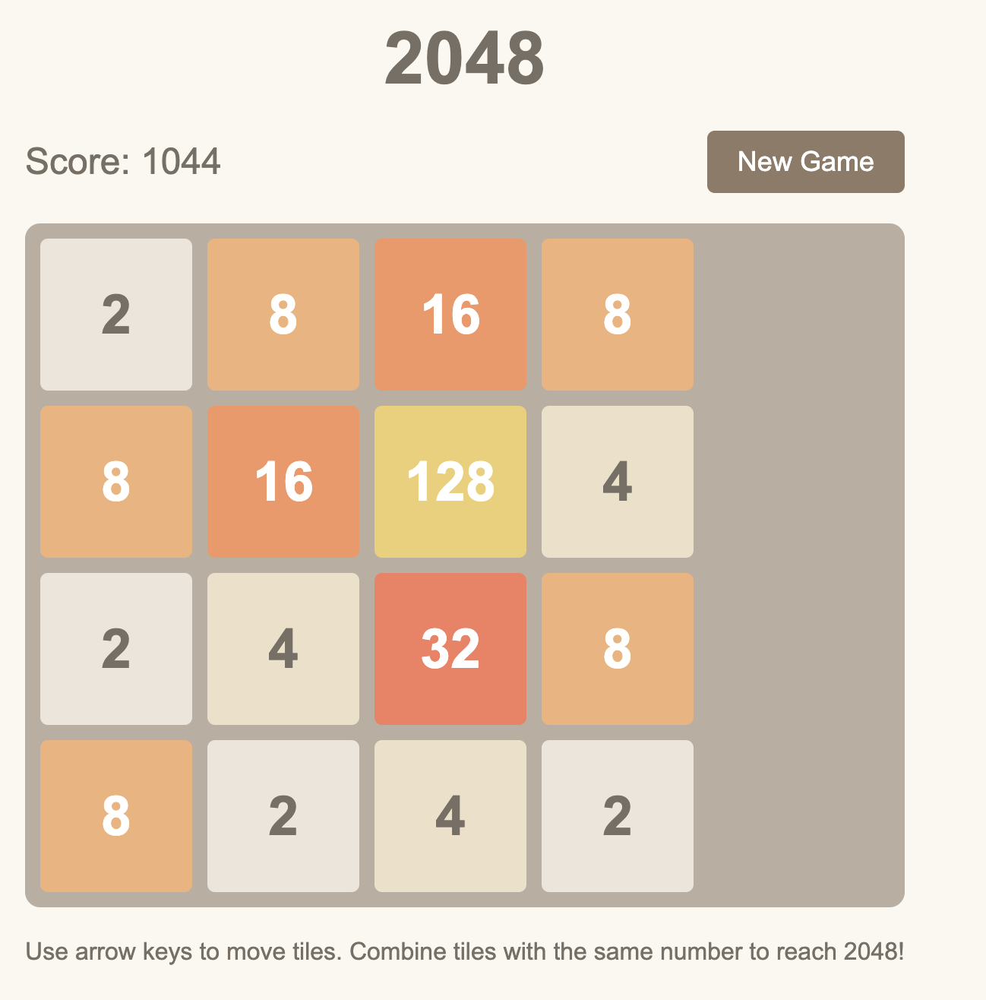 2048
Score: 1044
New Game
2 8 16 8
8 16 128 4
2 4 32 8
8 2 4 2
Use arrow keys to move tiles. Combine tiles with the same number to reach 2048!